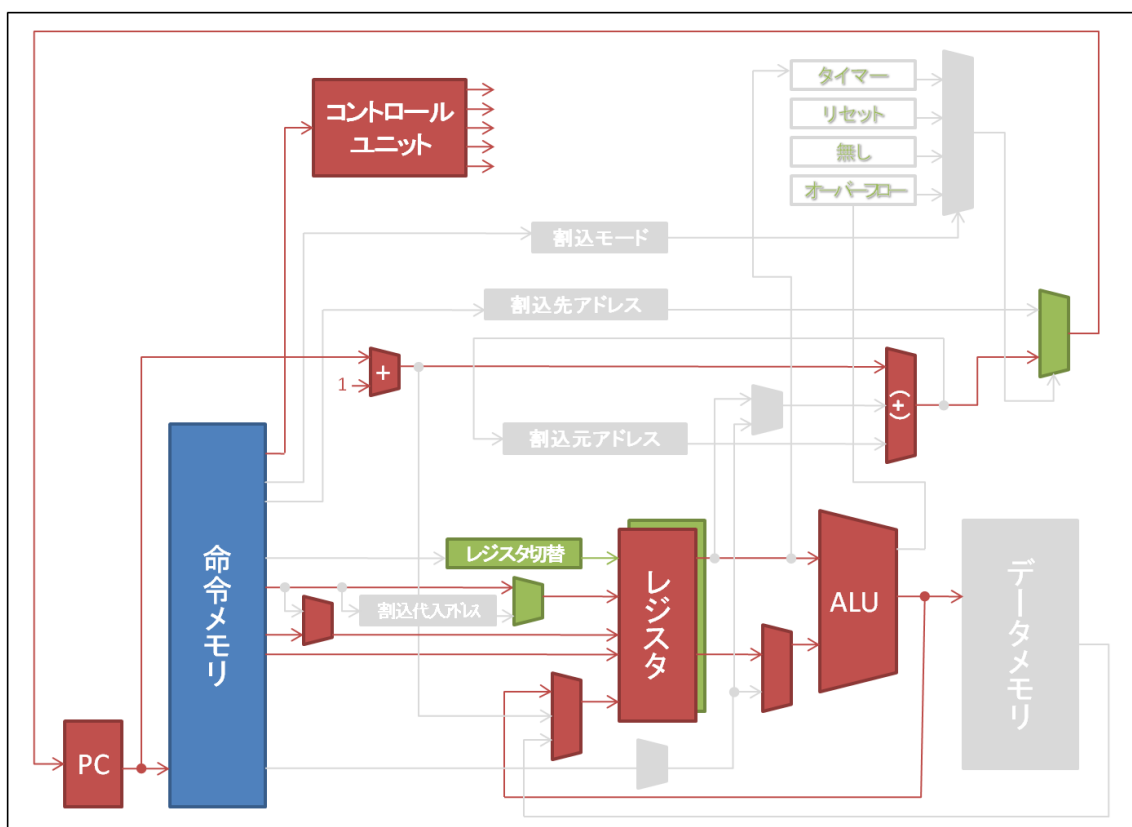 タイマー
リセット
無し
オーバーフロー
コントロール
ユニット
割込モード
割込先アドレス
+
1
(+)
割込元アドレス
命令メモリ
レジスタ切替
割込代入アドレス
レジスタ
ALU
データメモリ
PC